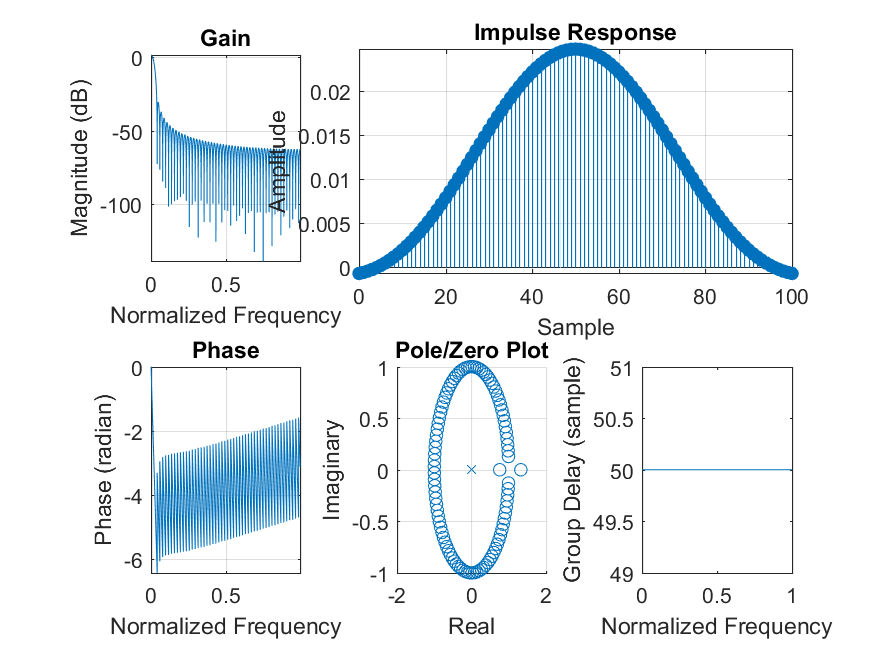 Gain
Magnitude (dB)
0
-50
-100
0
0.5
Normalized Frequency
Impulse Response
Amplitude
0.02
0.015
0.01
0.005
0
0
20
40
60
80
100
Sample
Phase
Phase (radian)
0
-2
-4
-6
0
0.5
Normalized Frequency
Pole/Zero Plot
Imaginary
1
0.5
0
-0.5
-1
-2
0
2
Real
Group Delay (sample)
51
50.5
50
49.5
49
0
0.5
1
Normalized Frequency